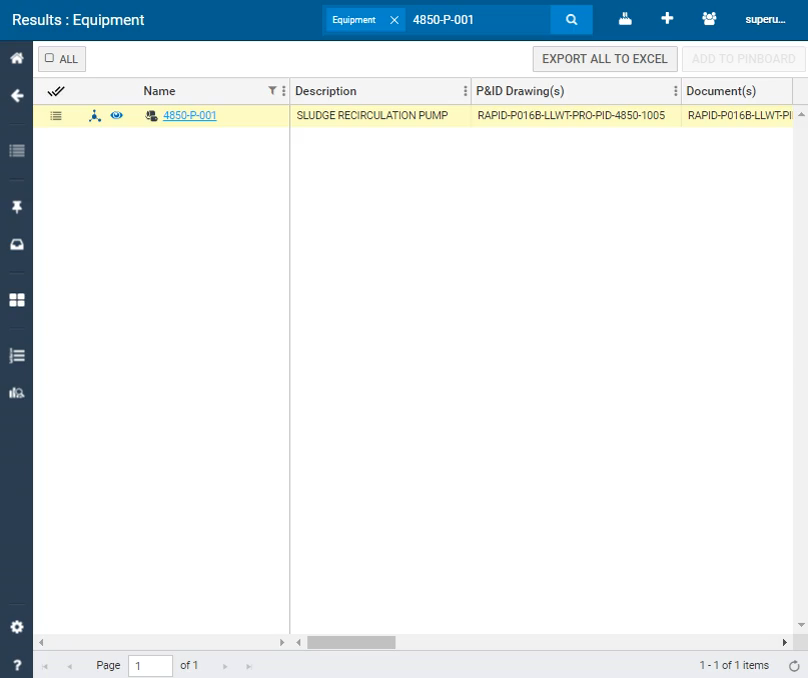 Results : Equipment
Equipment
4850-P-001
superu...
ALL
EXPORT ALL TO EXCEL
ADD TO PINBOARD
Name
Description
P&ID Drawing(s)
Document(s)
4850-P-001
SLUDGE RECIRCULATION PUMP
RAPID-P016B-LLWT-PRO-PID-4850-1005
RAPID-P016B-LLWT-PI
Page 1 of 1
1 - 1 of 1 items
?